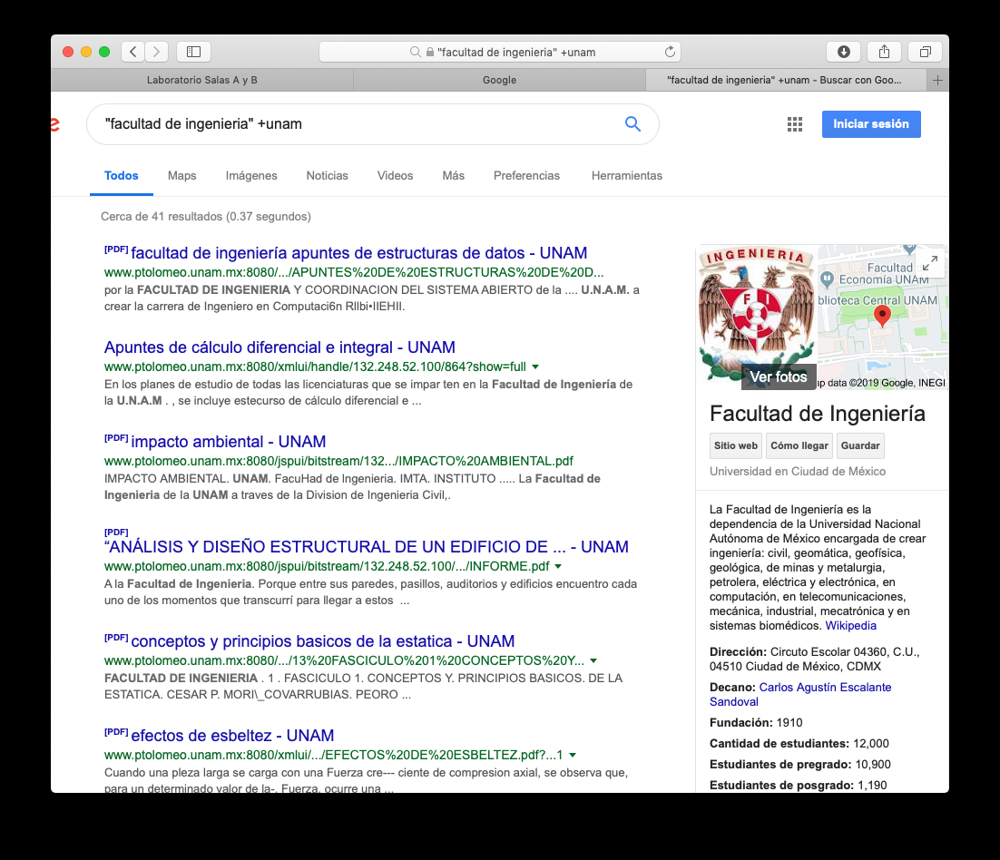 "facultad de ingenieria" +unam
Laboratorio Salas A y B
Google
"facultad de ingenieria" +unam - Buscar con Goo...
e
"facultad de ingenieria" +unam
Iniciar sesión
Todos Maps Imágenes Noticias Videos Más Preferencias Herramientas
Cerca de 41 resultados (0.37 segundos)
[PDF] facultad de ingeniería apuntes de estructuras de datos - UNAM
www.ptolomeo.unam.mx:8080/.../APUNTES%20DE%20ESTRUCTURAS%20DE%20D...
por la FACULTAD DE INGENIERIA Y COORDINACION DEL SISTEMA ABIERTO de la .... U.N.A.M. a
crear la carrera de Ingeniero en Computaci6n Rllbi•IIEHII.
Apuntes de cálculo diferencial e integral - UNAM
www.ptolomeo.unam.mx:8080/xmlui/handle/132.248.52.100/864?show=full
En los planes de estudio de todas las licenciaturas que se impar ten en la Facultad de Ingeniería de
la U.N.A.M . , se incluye estecurso de cálculo diferencial e ...
[PDF] impacto ambiental - UNAM
www.ptolomeo.unam.mx:8080/jspui/bitstream/132.../IMPACTO%20AMBIENTAL.pdf
IMPACTO AMBIENTAL. UNAM. FacuHad de Ingenieria. IMTA. INSTITUTO ..... La Facultad de
Ingenieria de Ia UNAM a traves de Ia Division de Ingenieria Civil,.
[PDF]
“ANÁLISIS Y DISEÑO ESTRUCTURAL DE UN EDIFICIO DE ... - UNAM
www.ptolomeo.unam.mx:8080/jspui/bitstream/132.248.52.100/.../INFORME.pdf
A la Facultad de Ingenieria. Porque entre sus paredes, pasillos, auditorios y edificios encuentro cada
uno de los momentos que transcurrí para llegar a estos ...
[PDF] conceptos y principios basicos de la estatica - UNAM
www.ptolomeo.unam.mx:8080/.../13%20FASCICULO%201%20CONCEPTOS%20Y...
FACULTAD DE INGENIERIA . 1 . FASCICULO 1. CONCEPTOS Y. PRINCIPIOS BASICOS. DE LA
ESTATICA. CESAR P. MORI\_COVARRUBIAS. PEORO ...
[PDF] efectos de esbeltez - UNAM
www.ptolomeo.unam.mx:8080/xmlui/.../EFECTOS%20DE%20ESBELTEZ.pdf?...1
Cuando una pleza larga se carga con una Fuerza cre--- ciente de compresion axial, se observa que,
para un determinado valor de la-. Fuerza, ocurre una ...
INGENIERIA
F I
Facultad
Economía UNAM
blioteca Central UNAM
Ver fotos
ap data ©2019 Google, INEGI
Facultad de Ingeniería
Sitio web Cómo llegar Guardar
Universidad en Ciudad de México
La Facultad de Ingeniería es la
dependencia de la Universidad Nacional
Autónoma de México encargada de crear
ingeniería: civil, geomática, geofísica,
geológica, de minas y metalurgia,
petrolera, eléctrica y electrónica, en
computación, en telecomunicaciones,
mecánica, industrial, mecatrónica y en
sistemas biomédicos. Wikipedia
Dirección: Circuto Escolar 04360, C.U.,
04510 Ciudad de México, CDMX
Decano: Carlos Agustín Escalante
Sandoval
Fundación: 1910
Cantidad de estudiantes: 12,000
Estudiantes de pregrado: 10,900
Estudiantes de posgrado: 1,190